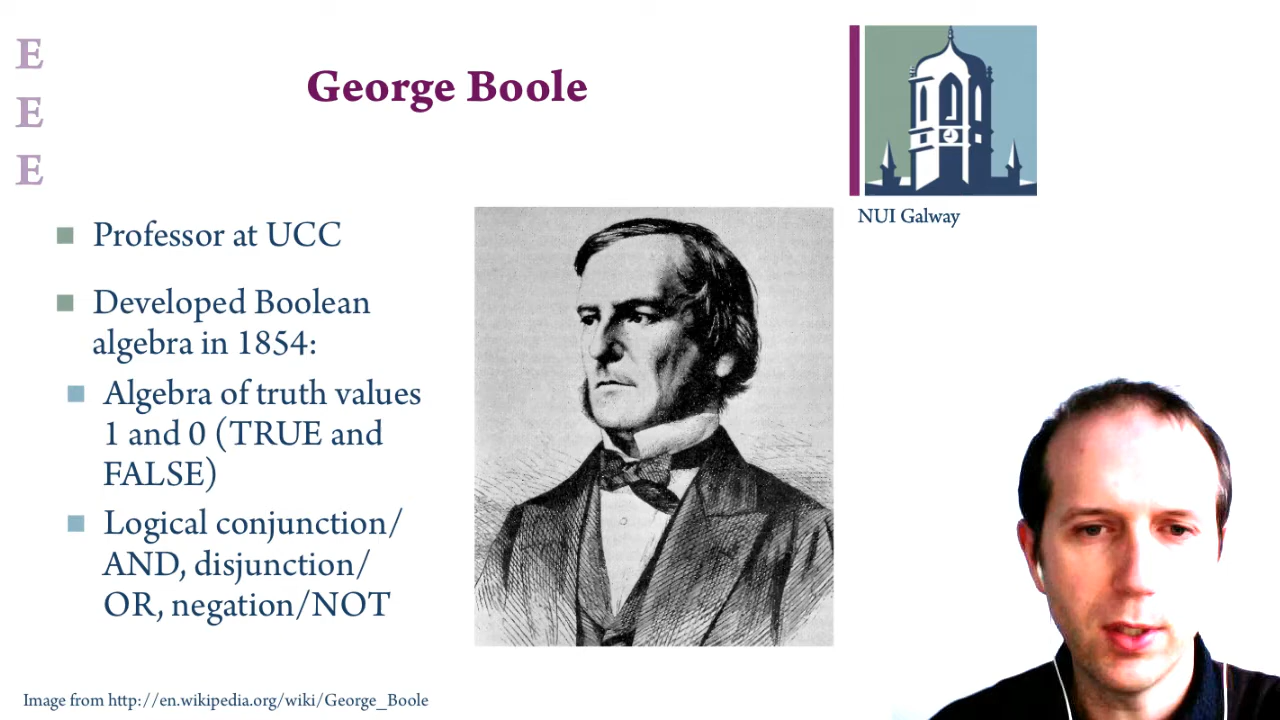 E
E
E
George Boole
NUI Galway
Professor at UCC
Developed Boolean
algebra in 1854:
Algebra of truth values
1 and 0 (TRUE and
FALSE)
Logical conjunction/
AND, disjunction/
OR, negation/NOT
Image from http://en.wikipedia.org/wiki/George_Boole